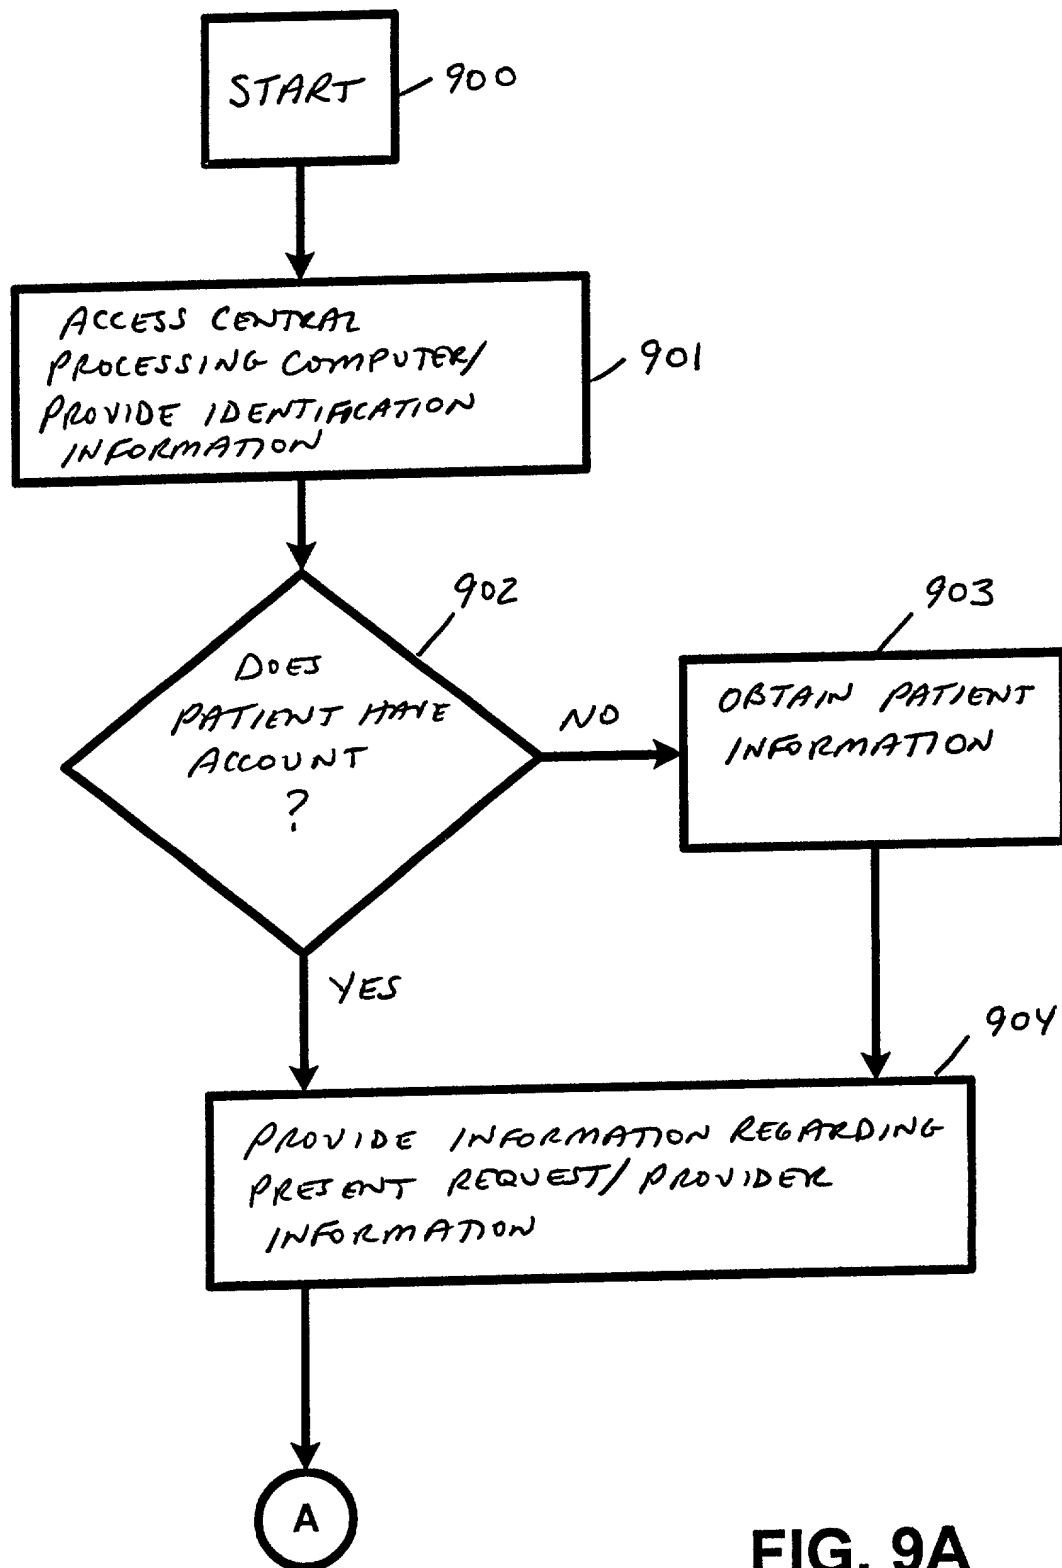 START
900
ACCESS CENTRAL
PROCESSING COMPUTER/
PROVIDE IDENTIFICATION
INFORMATION
901
902
DOES
PATIENT HAVE
ACCOUNT
?
NO
903
OBTAIN PATIENT
INFORMATION
YES
904
PROVIDE INFORMATION REGARDING
PRESENT REQUEST/PROVIDER
INFORMATION
A
FIG. 9A